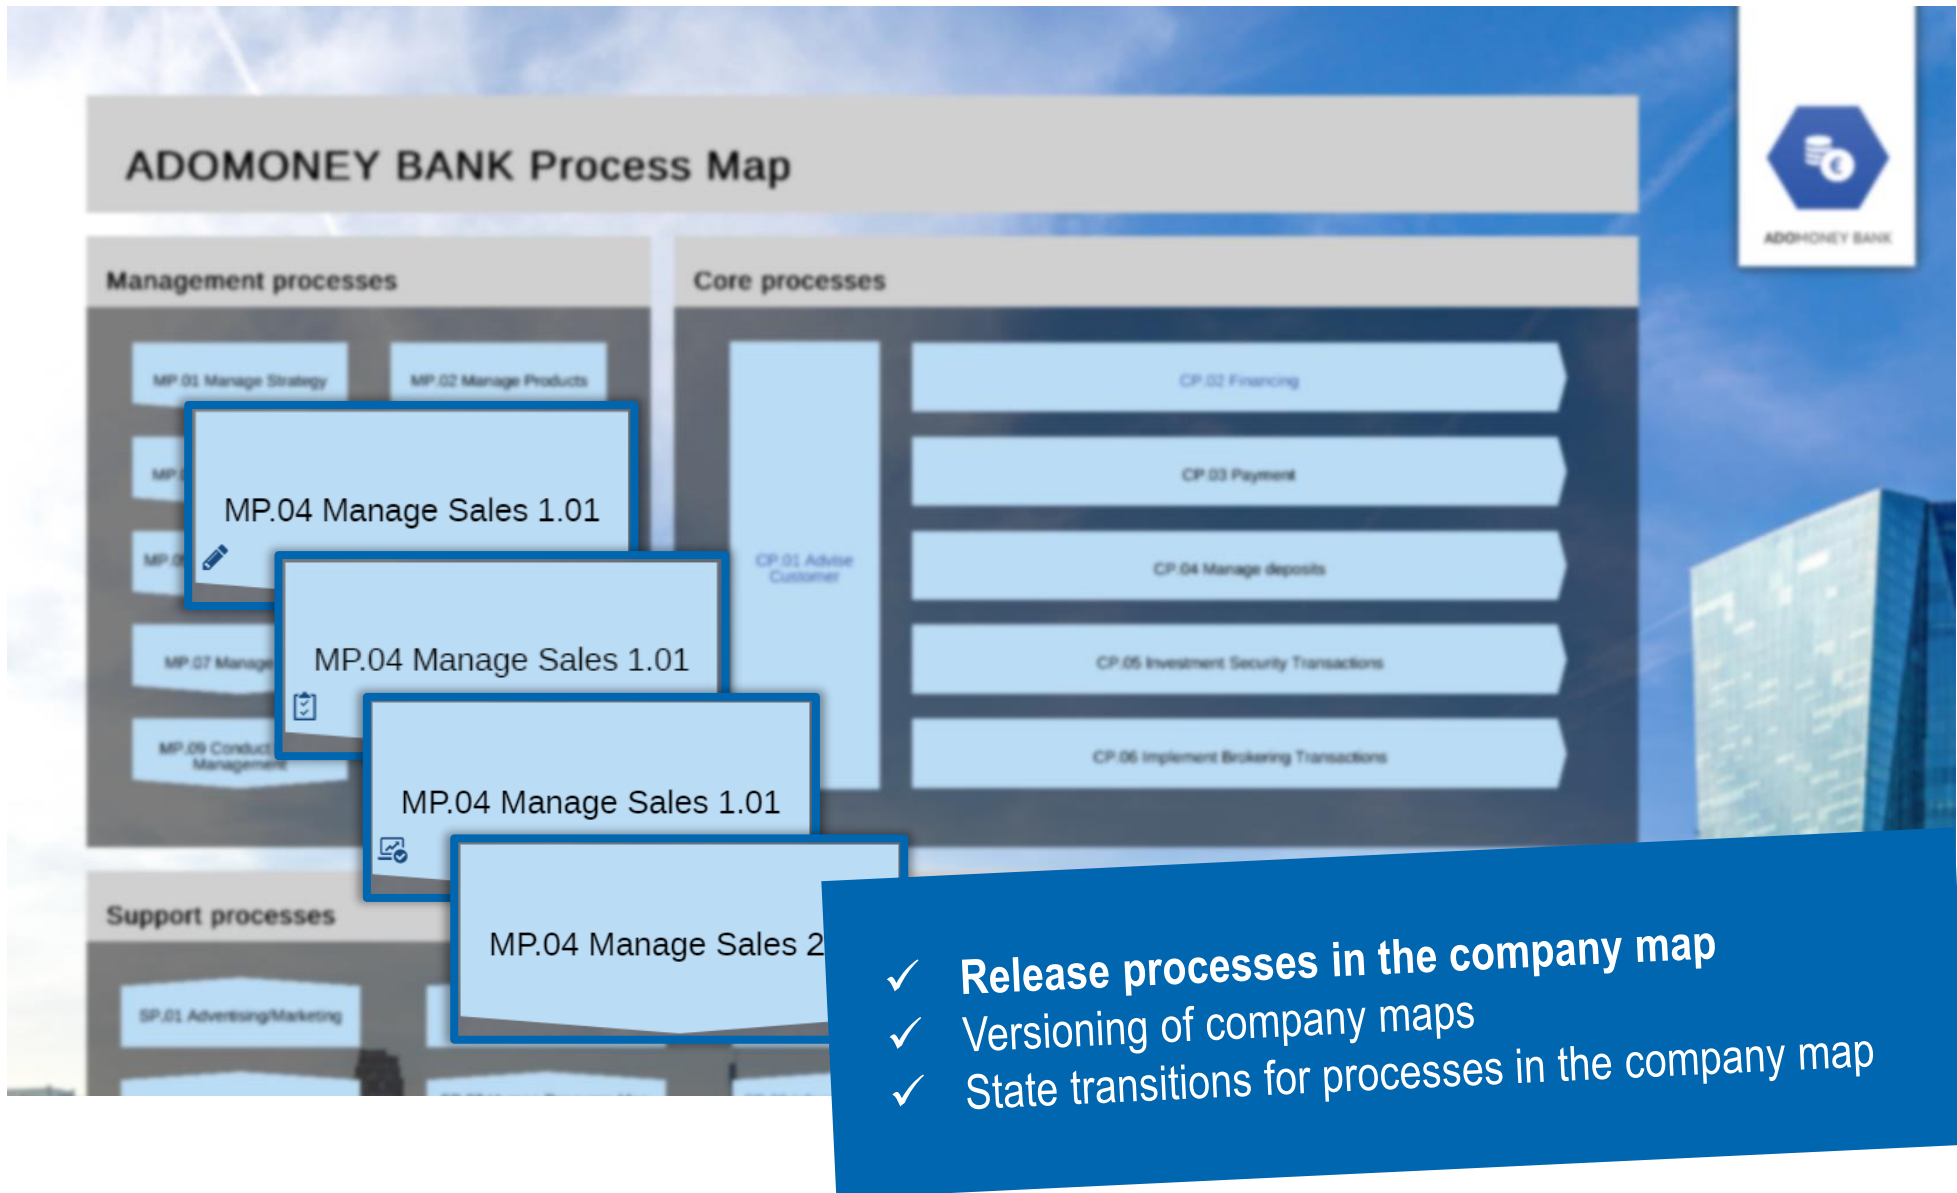 ADOMONEY BANK Process Map
ADOMONEY BANK
Management processes
Core processes
MP.01 Manage Strategy
MP.02 Manage Products
MP.07 Manage
MP.09 Conduct
Management
MP.04 Manage Sales 1.01
MP.04 Manage Sales 1.01
MP.04 Manage Sales 1.01
MP.04 Manage Sales 2
CP.01 Advise
Customer
CP.02 Financing
CP.03 Payment
CP.04 Manage deposits
CP.05 Investment Security Transactions
CP.06 Implement Brokering Transactions
Support processes
SP.01 Advertising/Marketing
✓ Release processes in the company map
✓ Versioning of company maps
✓ State transitions for processes in the company map